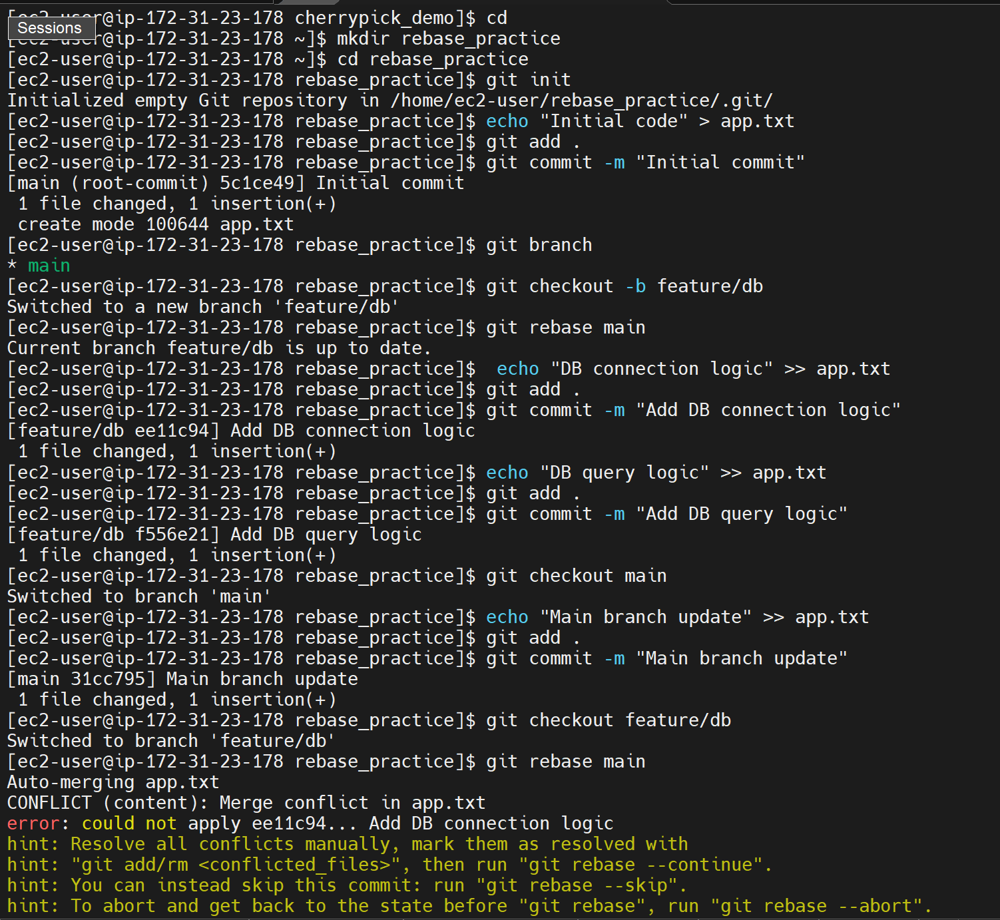 r@ip-172-31-23-178 cherrypick_demo]$ cd
Sessions
r@ip-172-31-23-178 ~]$ mkdir rebase_practice
[ec2-user@ip-172-31-23-178 ~]$ cd rebase_practice
[ec2-user@ip-172-31-23-178 rebase_practice]$ git init
Initialized empty Git repository in /home/ec2-user/rebase_practice/.git/
[ec2-user@ip-172-31-23-178 rebase_practice]$ echo "Initial code" > app.txt
[ec2-user@ip-172-31-23-178 rebase_practice]$ git add .
[ec2-user@ip-172-31-23-178 rebase_practice]$ git commit -m "Initial commit"
[main (root-commit) 5c1ce49] Initial commit
 1 file changed, 1 insertion(+)
 create mode 100644 app.txt
[ec2-user@ip-172-31-23-178 rebase_practice]$ git branch
* main
[ec2-user@ip-172-31-23-178 rebase_practice]$ git checkout -b feature/db
Switched to a new branch 'feature/db'
[ec2-user@ip-172-31-23-178 rebase_practice]$ git rebase main
Current branch feature/db is up to date.
[ec2-user@ip-172-31-23-178 rebase_practice]$  echo "DB connection logic" >> app.txt
[ec2-user@ip-172-31-23-178 rebase_practice]$ git add .
[ec2-user@ip-172-31-23-178 rebase_practice]$ git commit -m "Add DB connection logic"
[feature/db ee11c94] Add DB connection logic
 1 file changed, 1 insertion(+)
[ec2-user@ip-172-31-23-178 rebase_practice]$ echo "DB query logic" >> app.txt
[ec2-user@ip-172-31-23-178 rebase_practice]$ git add .
[ec2-user@ip-172-31-23-178 rebase_practice]$ git commit -m "Add DB query logic"
[feature/db f556e21] Add DB query logic
 1 file changed, 1 insertion(+)
[ec2-user@ip-172-31-23-178 rebase_practice]$ git checkout main
Switched to branch 'main'
[ec2-user@ip-172-31-23-178 rebase_practice]$ echo "Main branch update" >> app.txt
[ec2-user@ip-172-31-23-178 rebase_practice]$ git add .
[ec2-user@ip-172-31-23-178 rebase_practice]$ git commit -m "Main branch update"
[main 31cc795] Main branch update
 1 file changed, 1 insertion(+)
[ec2-user@ip-172-31-23-178 rebase_practice]$ git checkout feature/db
Switched to branch 'feature/db'
[ec2-user@ip-172-31-23-178 rebase_practice]$ git rebase main
Auto-merging app.txt
CONFLICT (content): Merge conflict in app.txt
error: could not apply ee11c94... Add DB connection logic
hint: Resolve all conflicts manually, mark them as resolved with
hint: "git add/rm <conflicted_files>", then run "git rebase --continue".
hint: You can instead skip this commit: run "git rebase --skip".
hint: To abort and get back to the state before "git rebase", run "git rebase --abort".